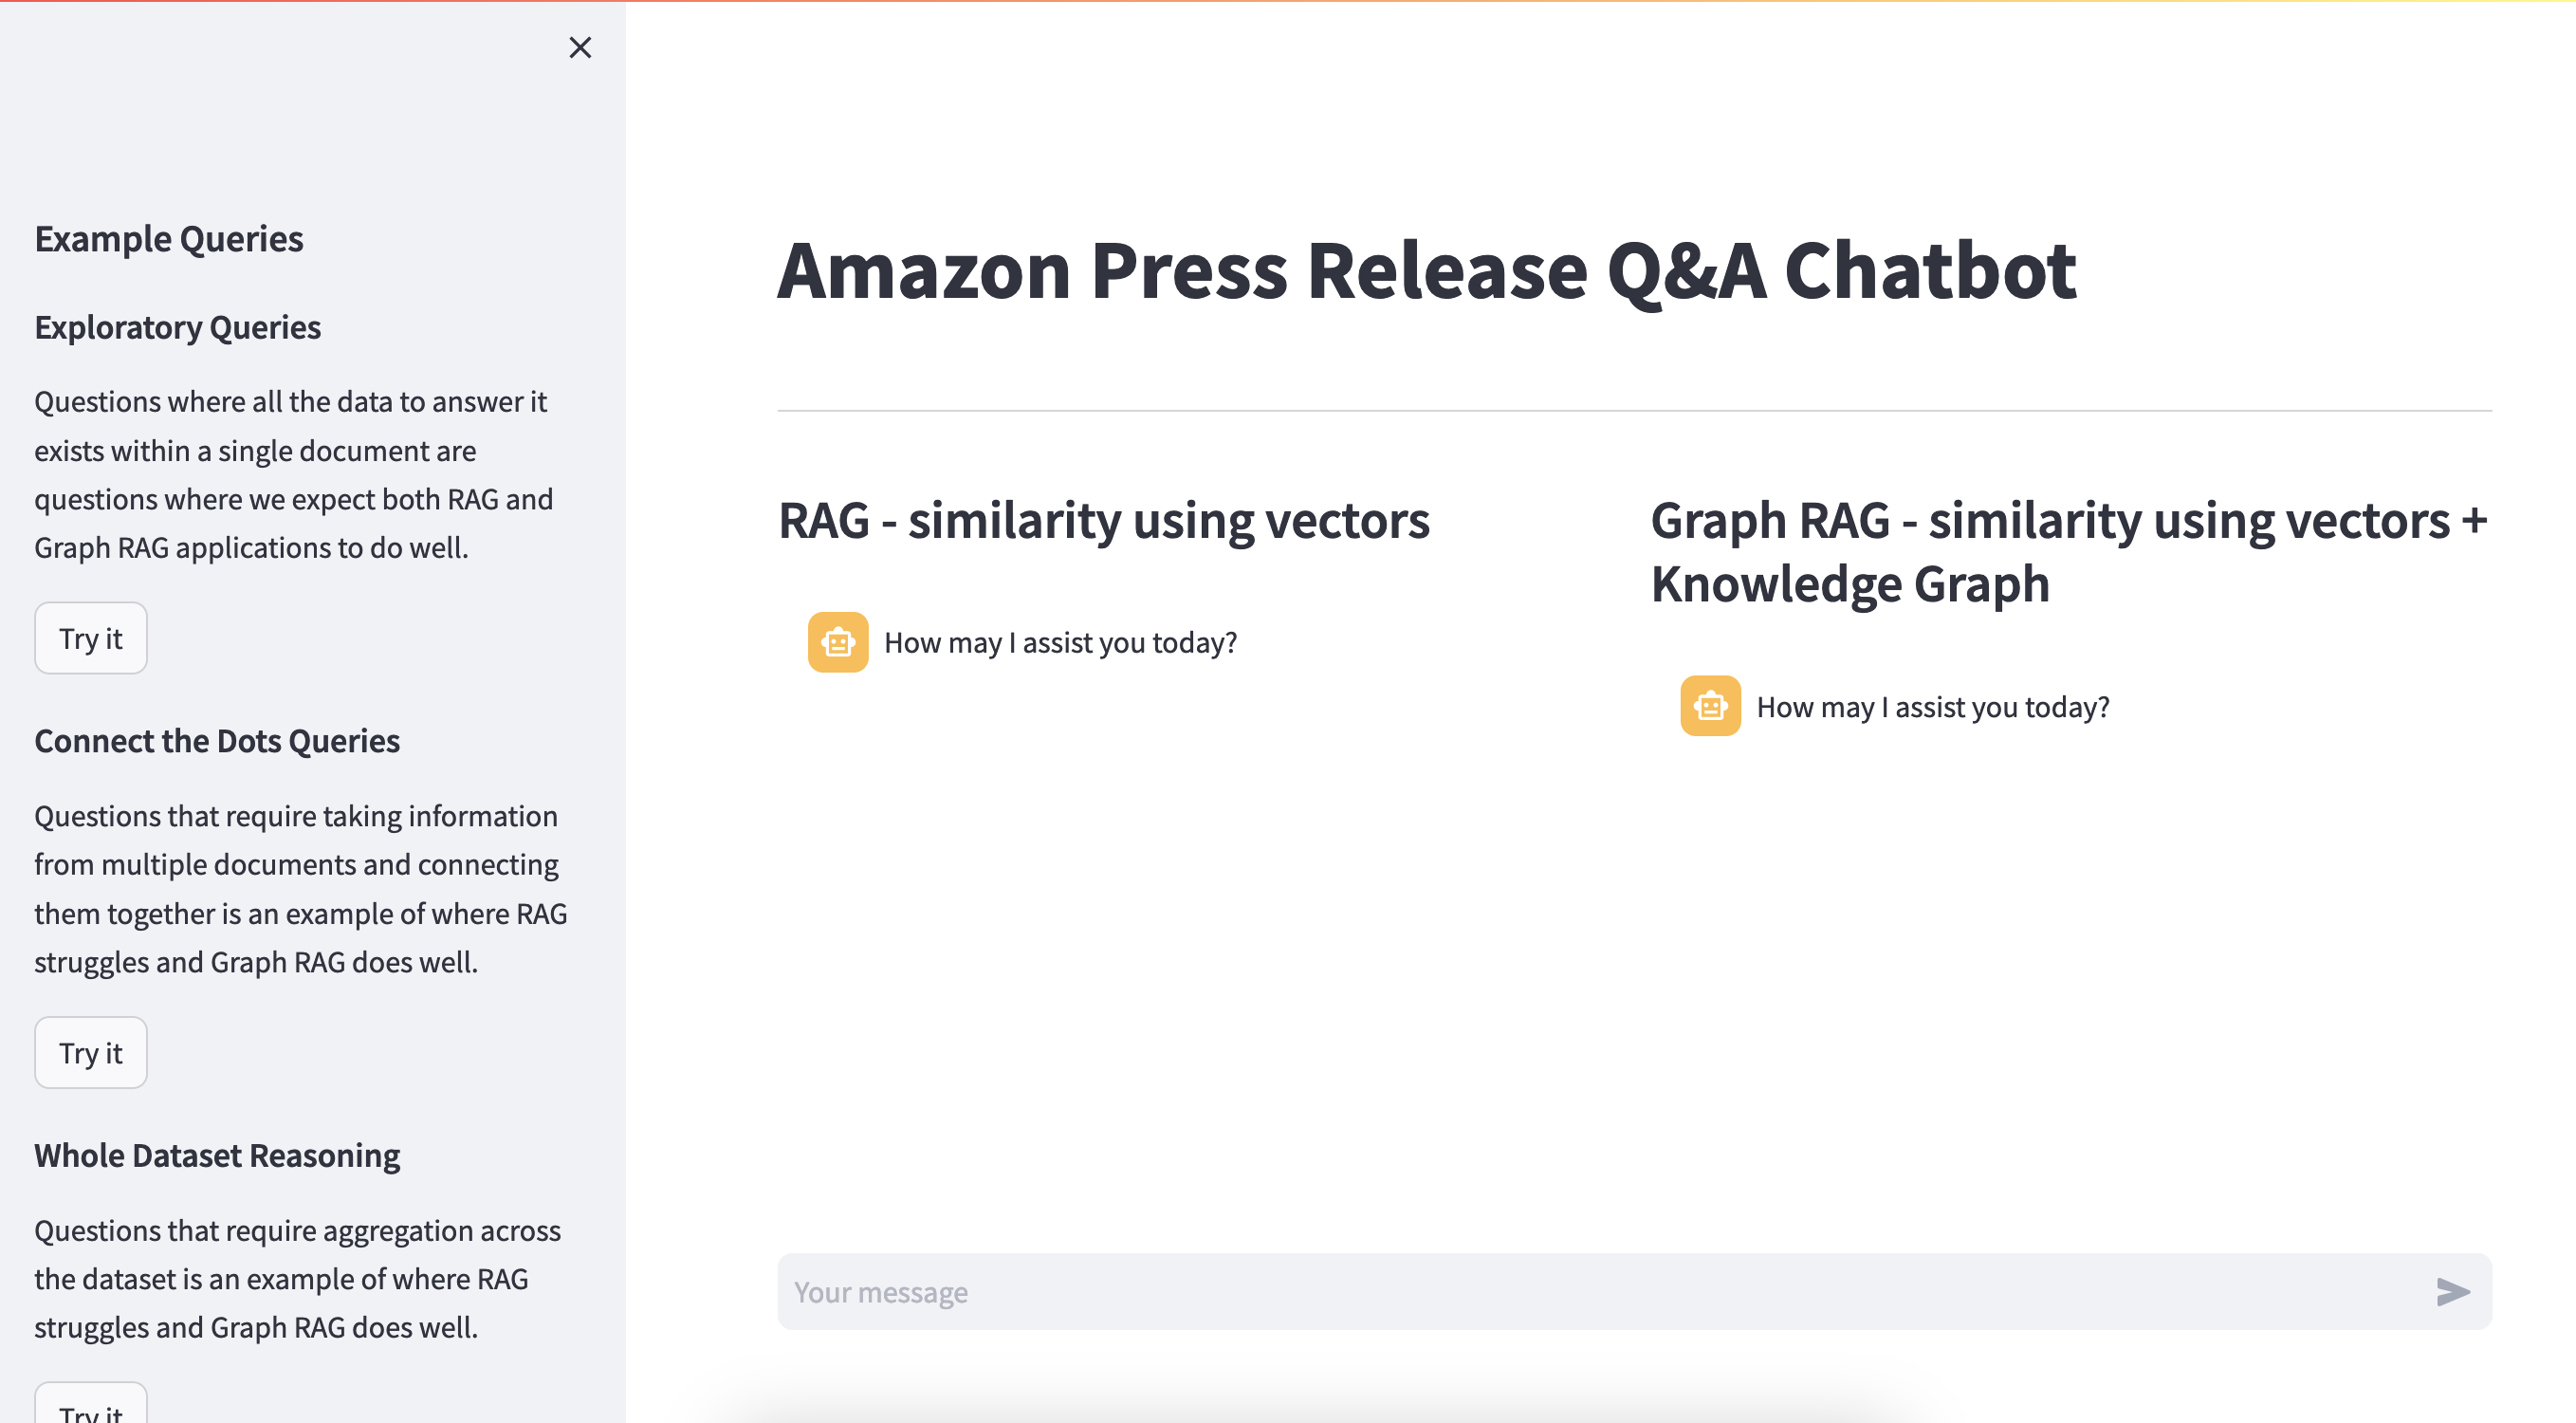 Example Queries
Exploratory Queries
Questions where all the data to answer it
exists within a single document are
questions where we expect both RAG and
Graph RAG applications to do well.
Try it
Connect the Dots Queries
Questions that require taking information
from multiple documents and connecting
them together is an example of where RAG
struggles and Graph RAG does well.
Try it
Whole Dataset Reasoning
Questions that require aggregation across
the dataset is an example of where RAG
struggles and Graph RAG does well.
Try it
Amazon Press Release Q&A Chatbot
RAG - similarity using vectors
How may I assist you today?
Graph RAG - similarity using vectors +
Knowledge Graph
How may I assist you today?
Your message